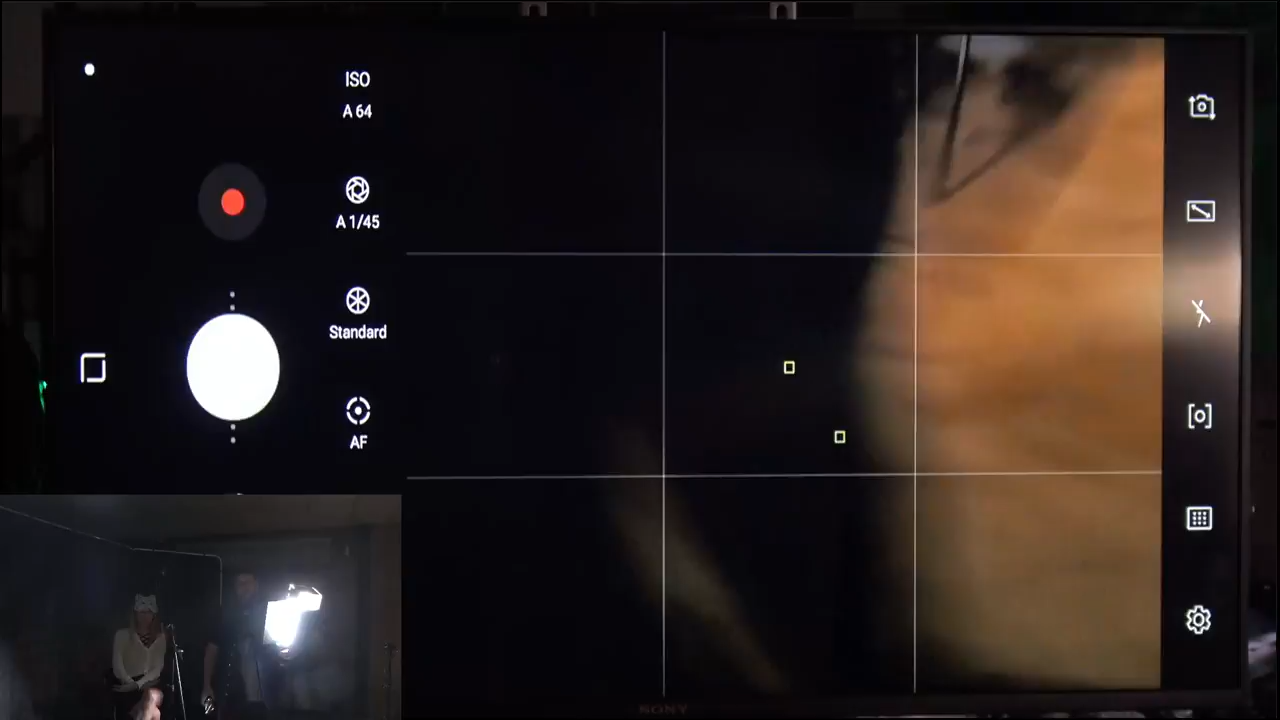 ISO
A 64
A 1/45
Standard
AF
SONY